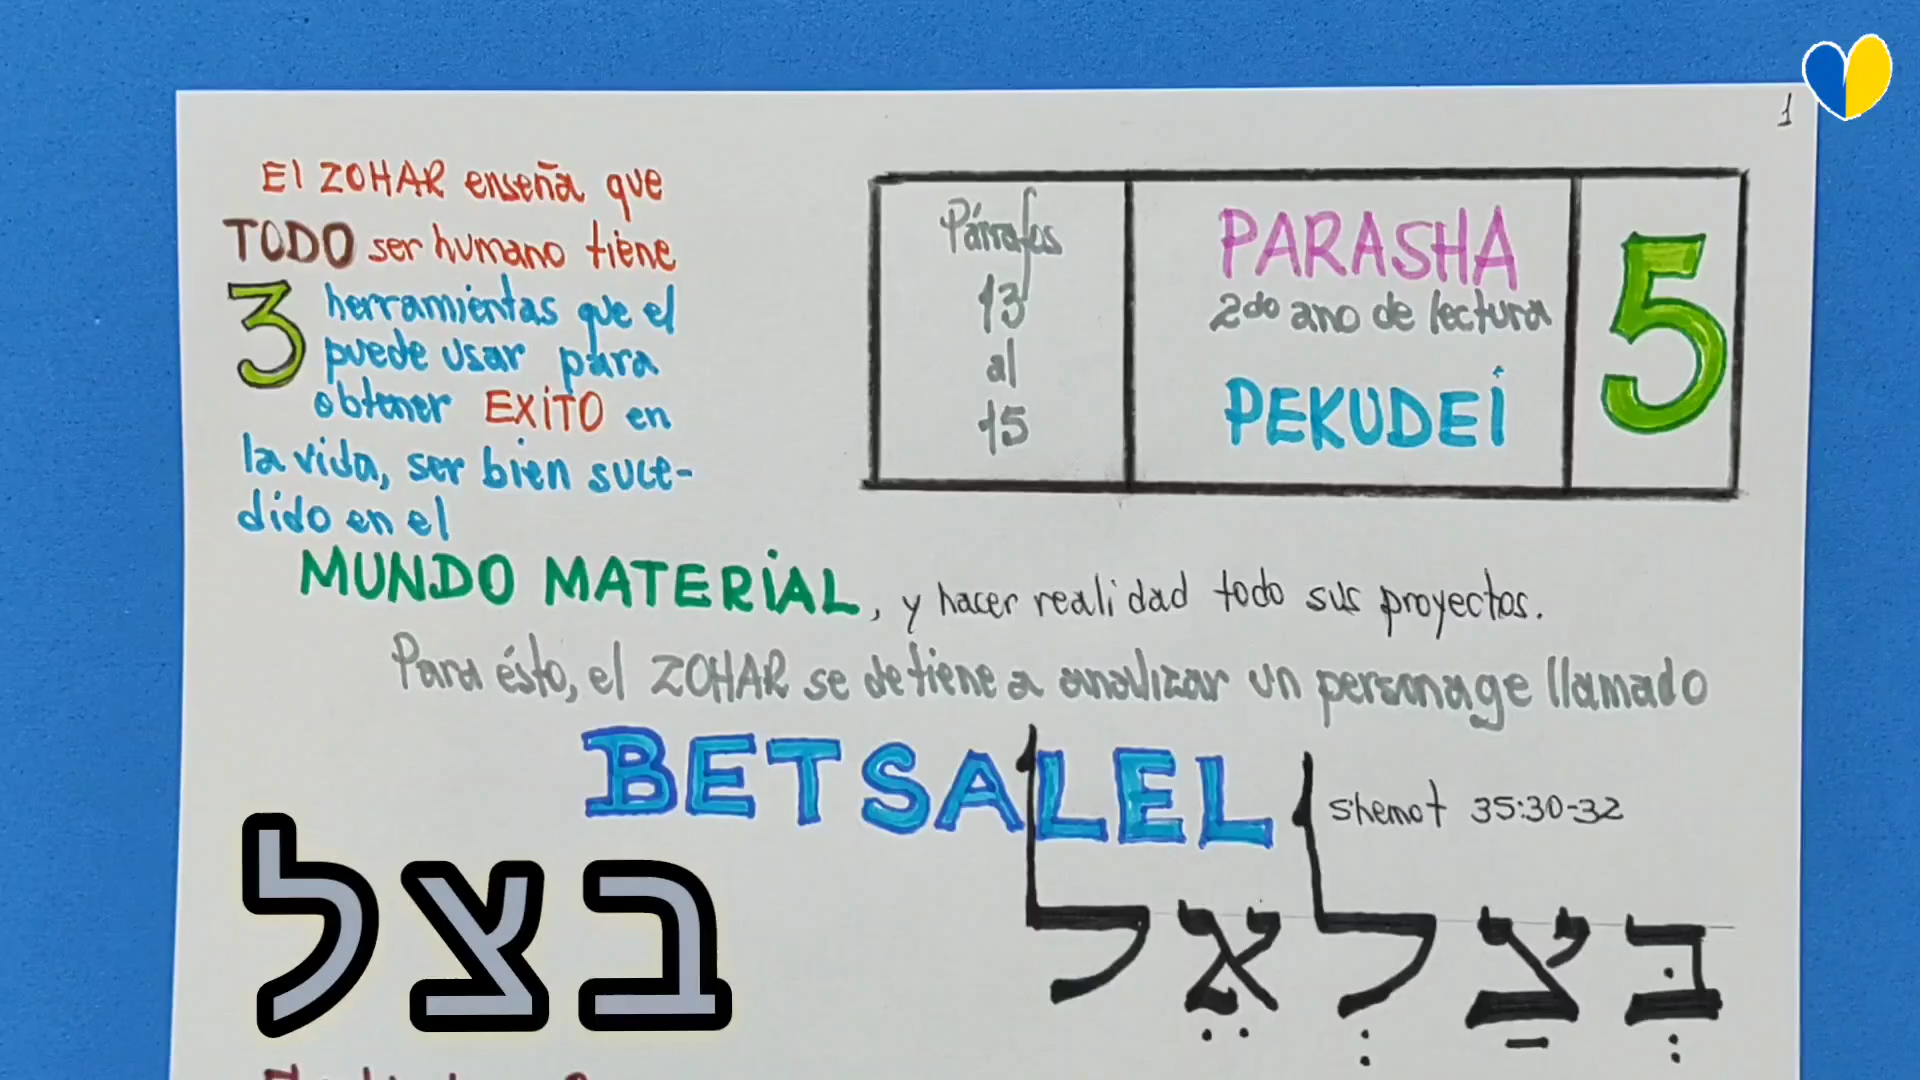 1
El ZOHAR enseña que
TODO ser humano tiene
3 herramientas que el
puede usar para
obtener EXITO en
la vida, ser bien suce-
dido en el
MUNDO MATERIAL, y hacer realidad todo sus proyectos.
Párrafos
13
al
15
PARASHA
2do ano de lectura
PEKUDEI
5
Para ésto, el ZOHAR se detiene a analizar un personage llamado
BETSALEL shemot 35:30-32
בצל
בְּצַלְאֵל